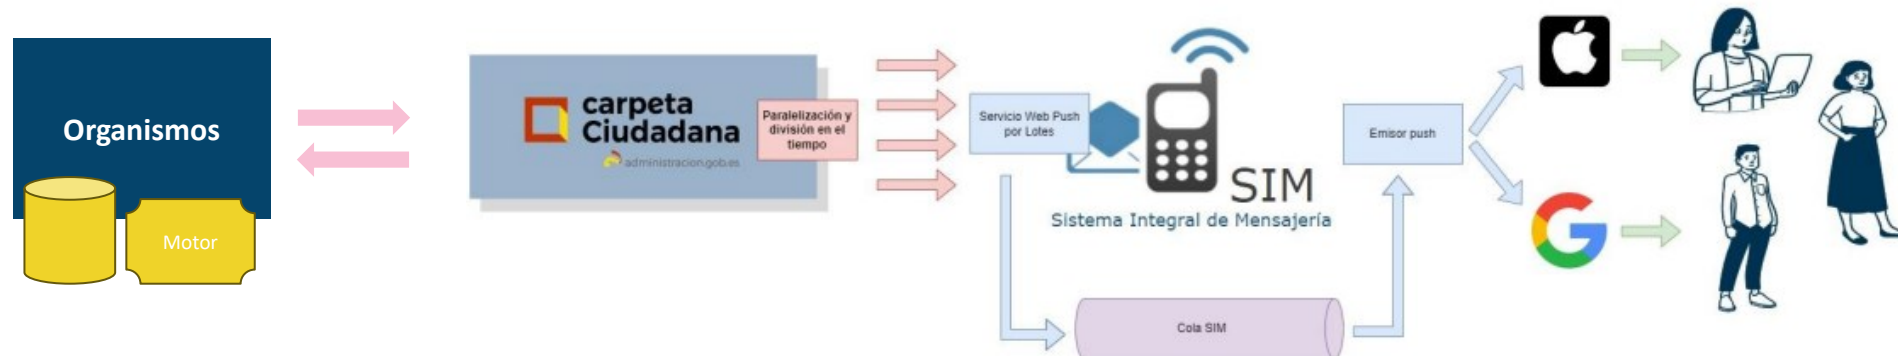 Organismos
Motor
carpeta
Ciudadana
administracion.gob.es
Paralelización y
división en el
tiempo
Servicio Web Push
por Lotes
SIM
Sistema Integral de Mensajería
Cola SIM
Emisor push